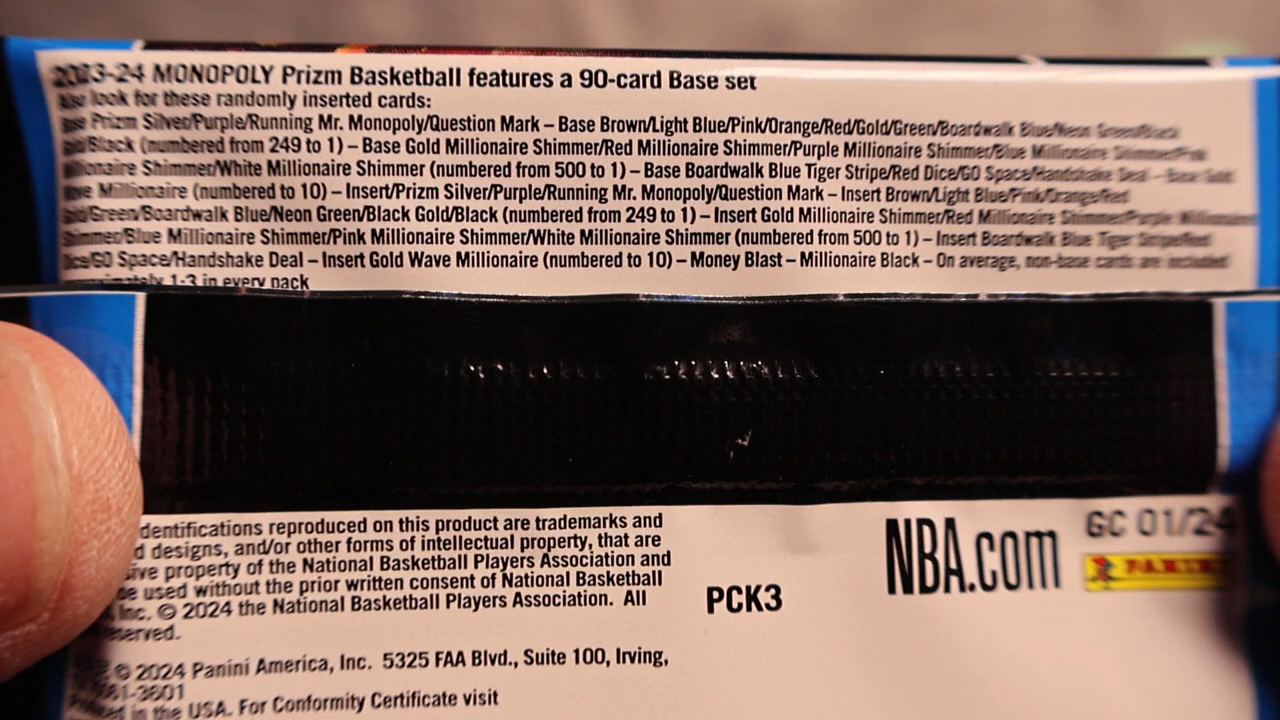 2023-24 MONOPOLY Prizm Basketball features a 90-card Base set
Also look for these randomly inserted cards:
Base Prizm Silver/Purple/Running Mr. Monopoly/Question Mark – Base Brown/Light Blue/Pink/Orange/Red/Gold/Green/Boardwalk Blue/Neon Green/Black
Gold/Black (numbered from 249 to 1) – Base Gold Millionaire Shimmer/Red Millionaire Shimmer/Purple Millionaire Shimmer/Blue Millionaire Shimmer/Pink
Millionaire Shimmer/White Millionaire Shimmer (numbered from 500 to 1) – Base Boardwalk Blue Tiger Stripe/Red Dice/GO Space/Handshake Deal – Base Gold
Wave Millionaire (numbered to 10) – Insert/Prizm Silver/Purple/Running Mr. Monopoly/Question Mark – Insert Brown/Light Blue/Pink/Orange/Red
Gold/Green/Boardwalk Blue/Neon Green/Black Gold/Black (numbered from 249 to 1) – Insert Gold Millionaire Shimmer/Red Millionaire Shimmer/Purple Millionaire
Shimmer/Blue Millionaire Shimmer/Pink Millionaire Shimmer/White Millionaire Shimmer (numbered from 500 to 1) – Insert Boardwalk Blue Tiger Stripe/Red
Dice/GO Space/Handshake Deal – Insert Gold Wave Millionaire (numbered to 10) – Money Blast – Millionaire Black – On average, non-base cards are included
approximately 1-3 in every pack
dentifications reproduced on this product are trademarks and
d designs, and/or other forms of intellectual property, that are
ive property of the National Basketball Players Association and
be used without the prior written consent of National Basketball
Inc. © 2024 the National Basketball Players Association. All
eserved.
© 2024 Panini America, Inc. 5325 FAA Blvd., Suite 100, Irving,
61-3601
in the USA. For Conformity Certificate visit
PCK3
NBA.com
GC 01/24
PANINI